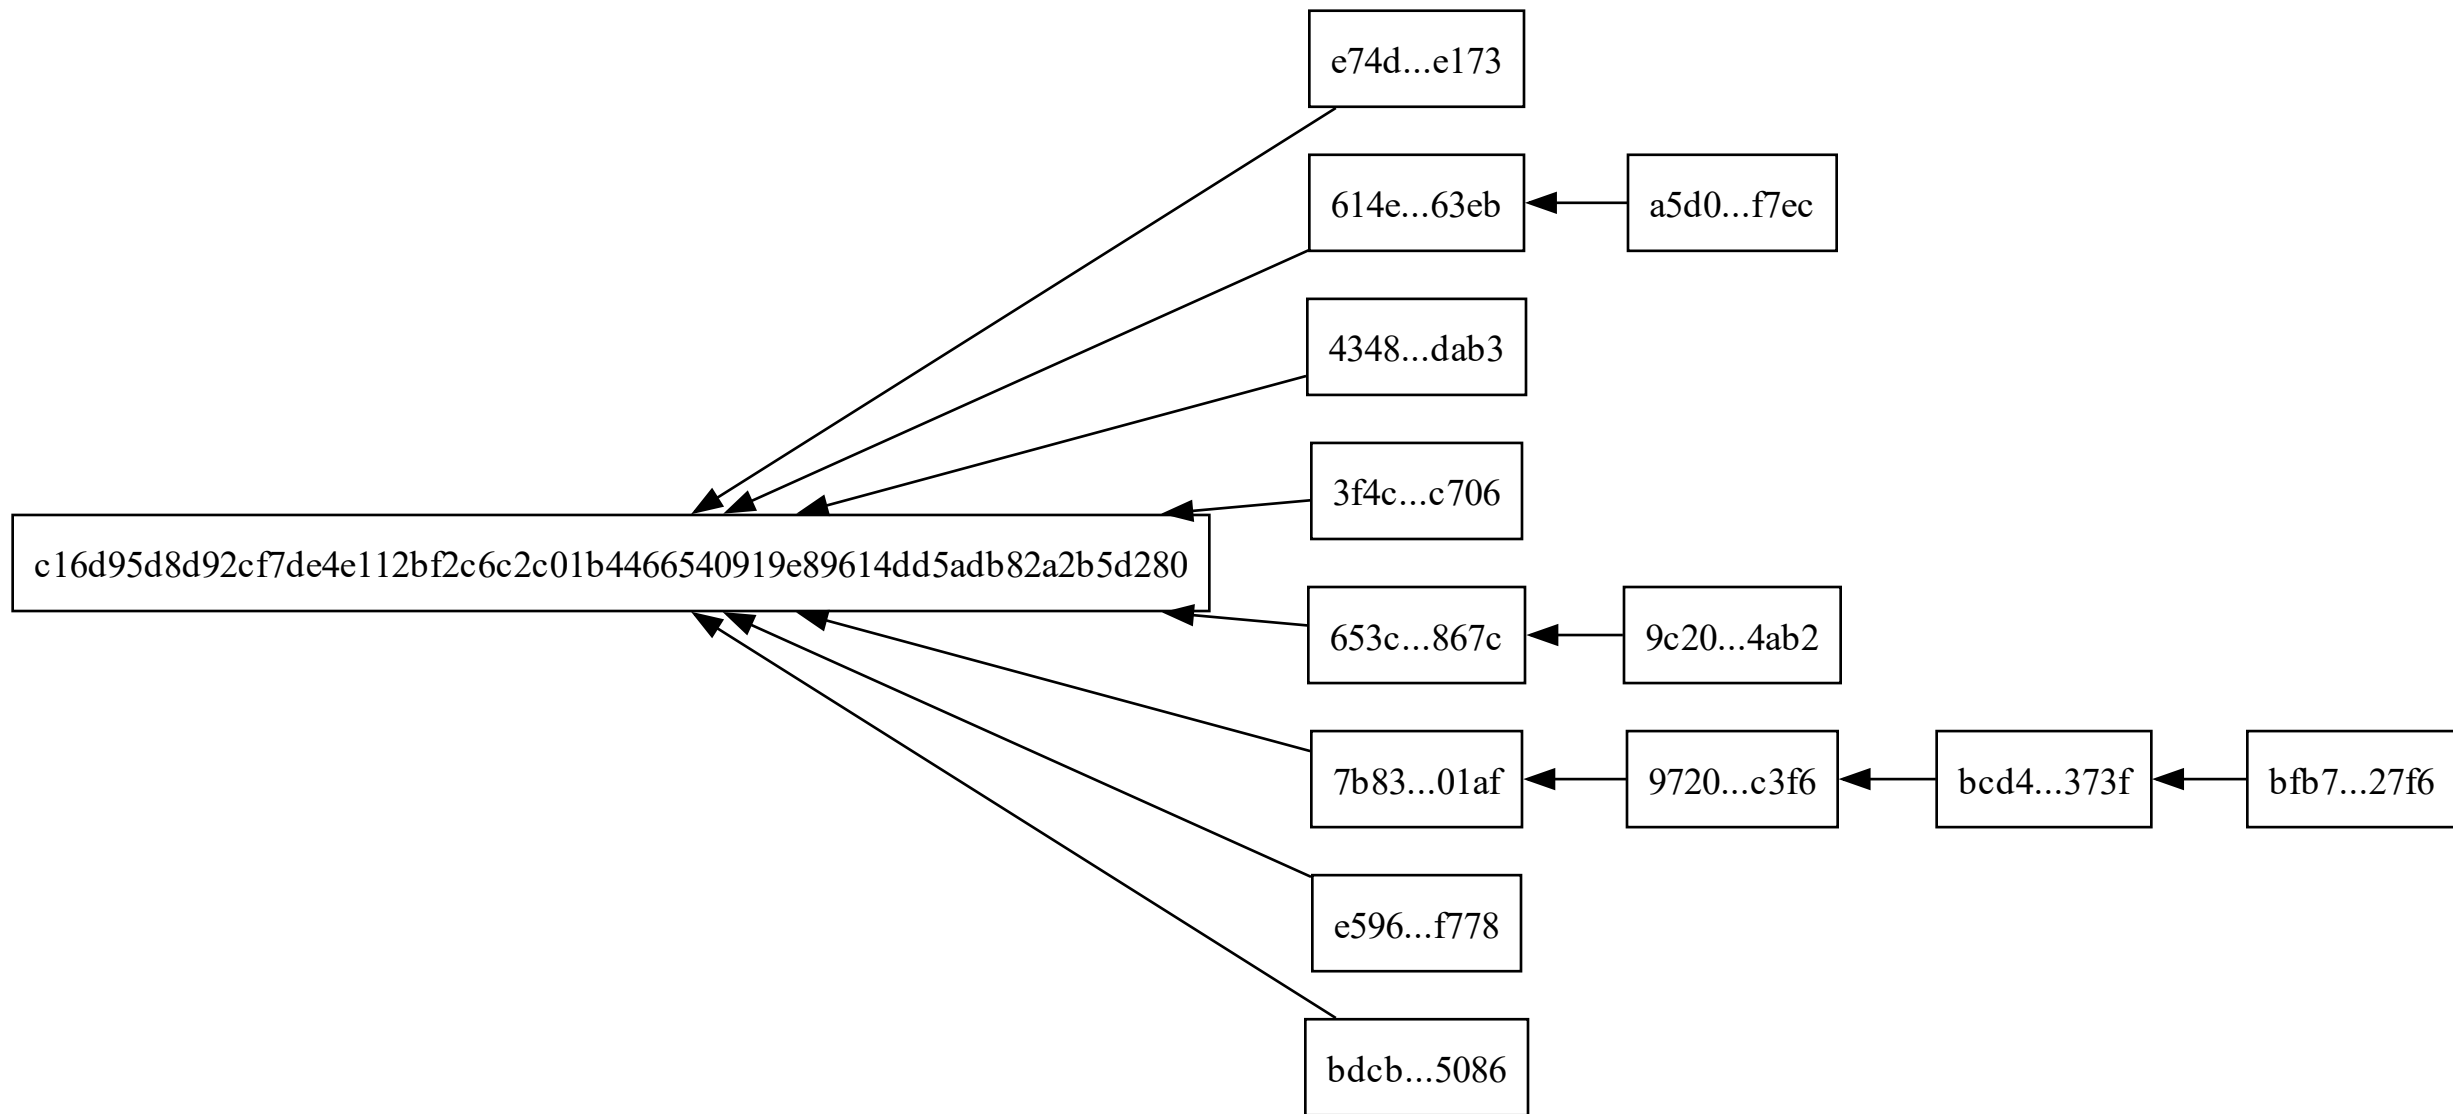 e74d...e173
614e...63eb
a5d0...f7ec
4348...dab3
3f4c...c706
c16d95d8d92cf7de4e112bf2c6c2c01b4466540919e89614dd5adb82a2b5d280
653c...867c
9c20...4ab2
7b83...01af
9720...c3f6
bcd4...373f
bfb7...27f6
e596...f778
bdcb...5086